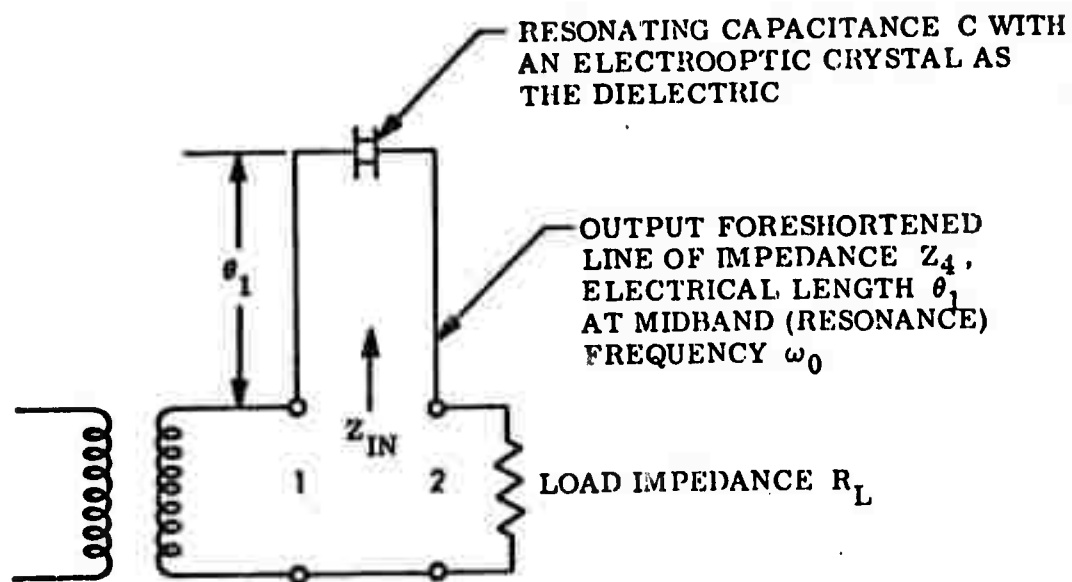 RESONATING CAPACITANCE C WITH
AN ELECTROOPTIC CRYSTAL AS
THE DIELECTRIC
θ1
OUTPUT FORESHORTENED
LINE OF IMPEDANCE Z4,
ELECTRICAL LENGTH θ1
AT MIDBAND (RESONANCE)
FREQUENCY ω0
ZIN
1 2
LOAD IMPEDANCE RL